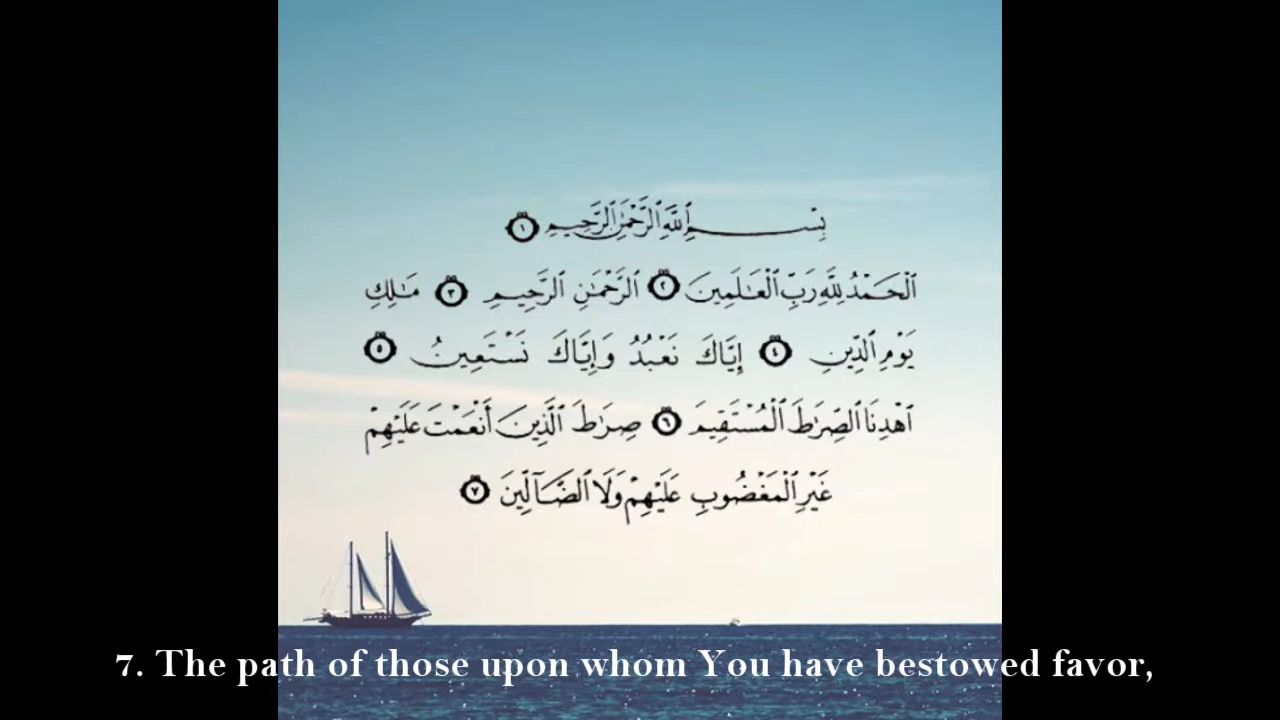 بِسْمِ ٱللَّهِ ٱلرَّحْمَٰنِ ٱلرَّحِيمِ ١
ٱلْحَمْدُ لِلَّهِ رَبِّ ٱلْعَٰلَمِينَ ٢ ٱلرَّحْمَٰنِ ٱلرَّحِيمِ ٣ مَٰلِكِ
يَوْمِ ٱلدِّينِ ٤ إِيَّاكَ نَعْبُدُ وَإِيَّاكَ نَسْتَعِينُ ٥
ٱهْدِنَا ٱلصِّرَٰطَ ٱلْمُسْتَقِيمَ ٦ صِرَٰطَ ٱلَّذِينَ أَنْعَمْتَ عَلَيْهِمْ
غَيْرِ ٱلْمَغْضُوبِ عَلَيْهِمْ وَلَا ٱلضَّآلِّينَ ٧
7. The path of those upon whom You have bestowed favor,